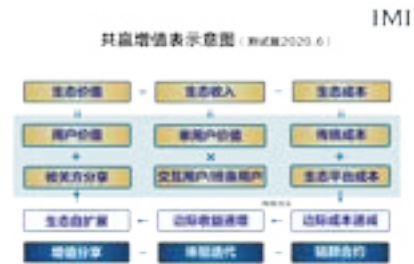 IMI
共赢增值表示意图（测试版2020.6）
生态价值 = 生态收入 - 生态成本
用户价值 单用户价值 传统成本
+ × +
相关方分享 交互用户/终身用户 生态平台成本
生态自扩展 ← 边际收益递增 ← 边际成本递减
增值分享 - 体验迭代 - 链群合约